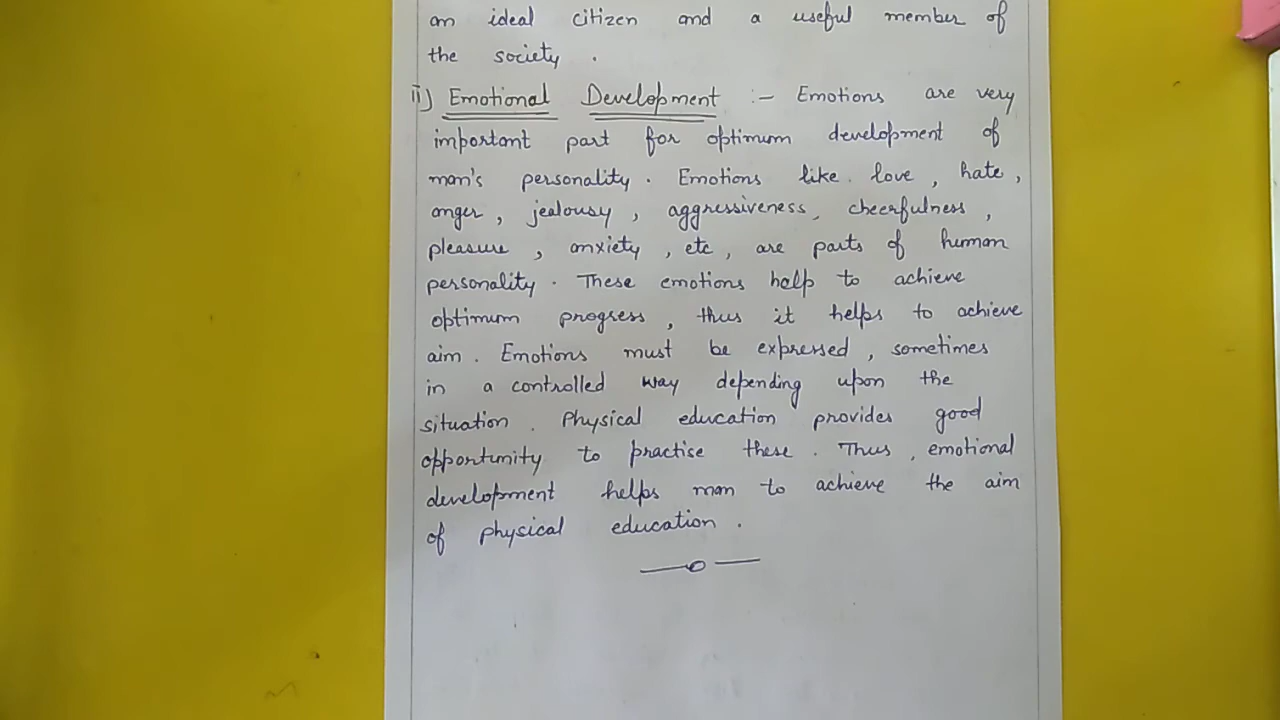 an ideal citizen and a useful member of
the society .
ii) Emotional Development :- Emotions are very
important part for optimum development of
man's personality . Emotions like love , hate ,
anger , jealousy , aggressiveness , cheerfulness ,
pleasure , anxiety , etc , are parts of human
personality . These emotions help to achieve
optimum progress , thus it helps to achieve
aim . Emotions must be expressed , sometimes
in a controlled way depending upon the
situation . Physical education provides good
opportunity to practise these . Thus , emotional
development helps man to achieve the aim
of physical education .